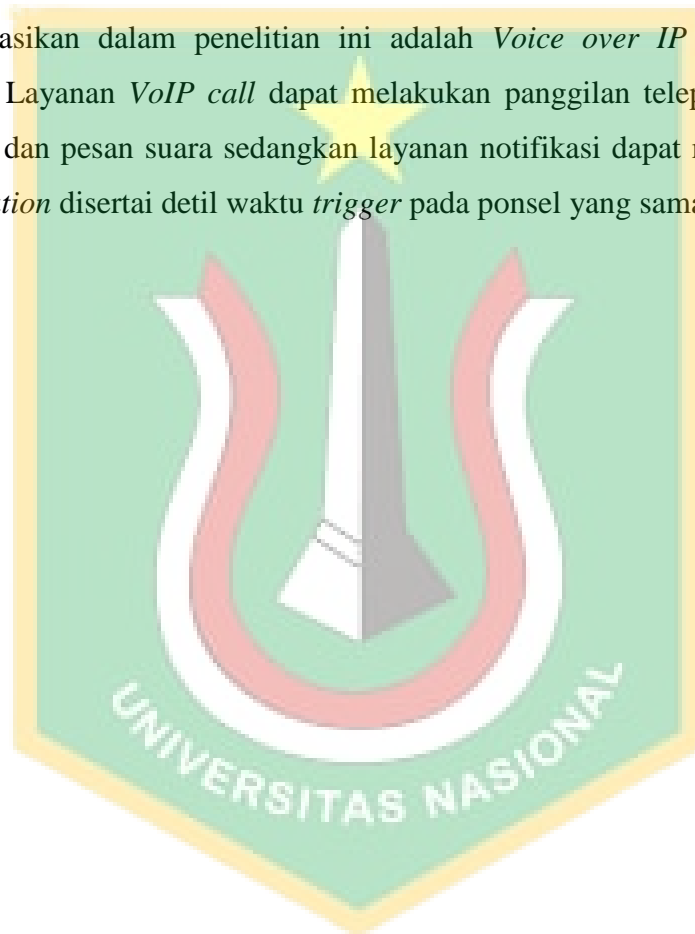 asikan dalam penelitian ini adalah Voice over IP
Layanan VoIP call dapat melakukan panggilan telep
dan pesan suara sedangkan layanan notifikasi dapat
tion disertai detil waktu trigger pada ponsel yang sama
UNIVERSITAS NASIONAL